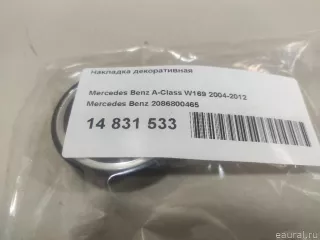 Накладка декоративная
Mercedes Benz A-Class W169 2004-2012
Mercedes Benz 2086800465
14 831 533
eaural.ru